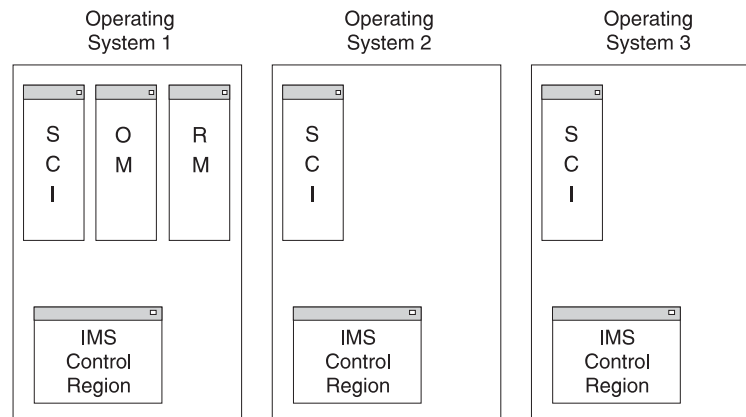 Operating
System 1
Operating
System 2
Operating
System 3
S
C
I
O
M
R
M
S
C
I
S
C
I
IMS
Control
Region
IMS
Control
Region
IMS
Control
Region